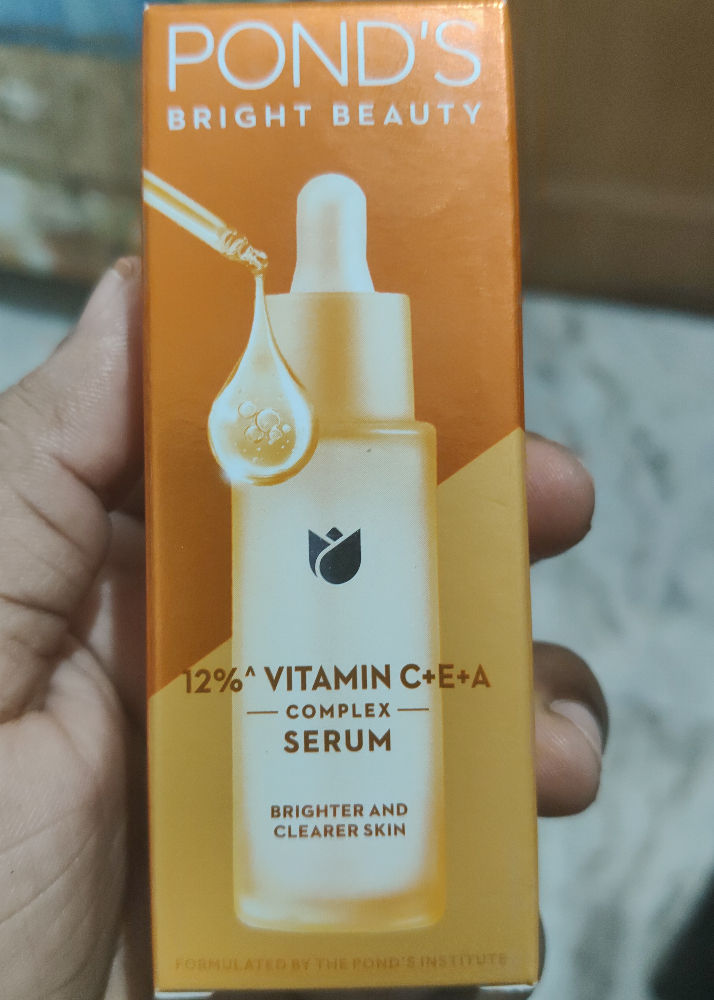 POND'S
BRIGHT BEAUTY
12%^ VITAMIN C+E+A
COMPLEX
SERUM
BRIGHTER AND
CLEARER SKIN
FORMULATED BY THE POND'S INSTITUTE